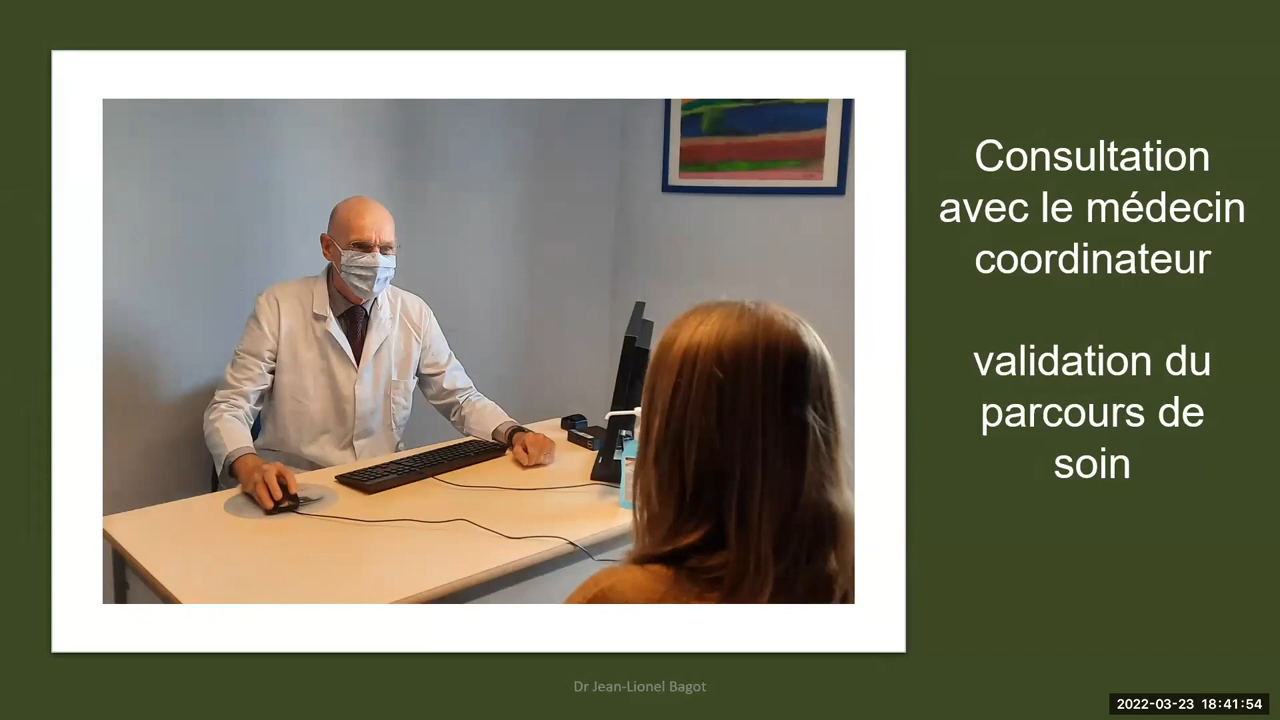 Consultation
avec le médecin
coordinateur
validation du
parcours de
soin
Dr Jean-Lionel Bagot
2022-03-23 18:41:54